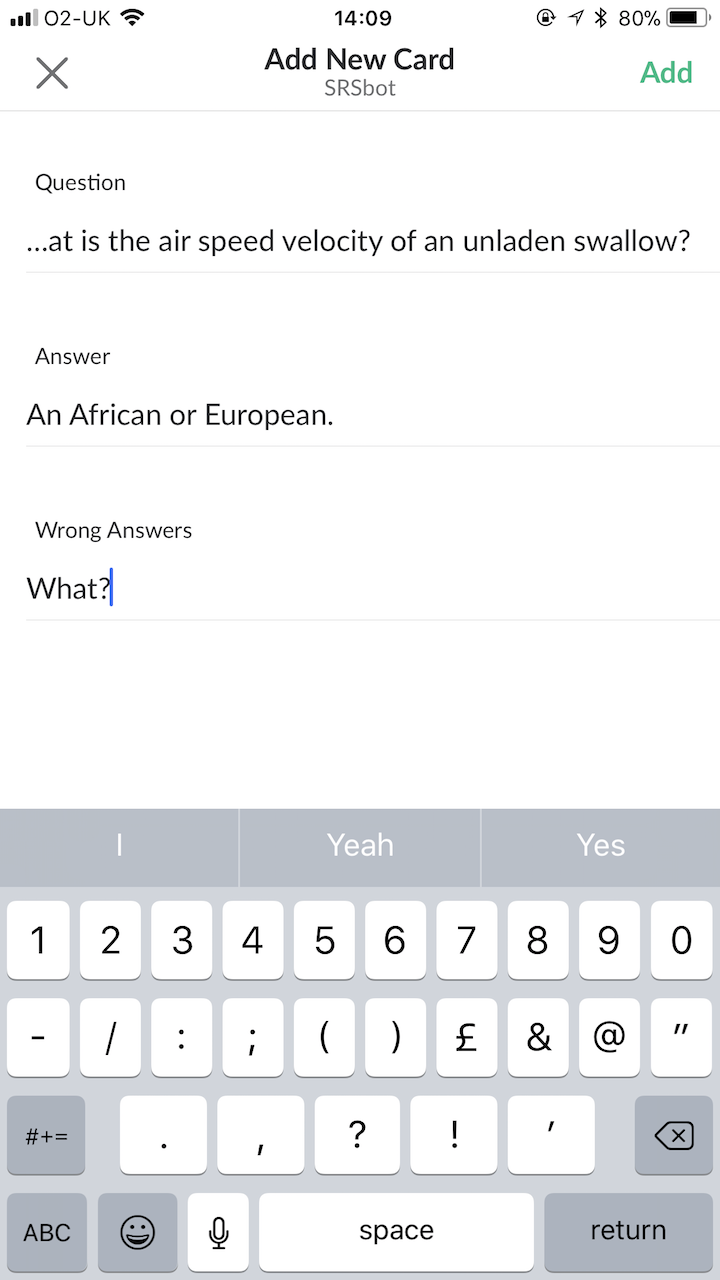 O2-UK 14:09 80%
Add New Card
SRSbot
Add
Question
...at is the air speed velocity of an unladen swallow?
Answer
An African or European.
Wrong Answers
What?
I Yeah Yes
1 2 3 4 5 6 7 8 9 0
- / : ; ( ) £ & @ "
#+= . , ? ! '
ABC space return